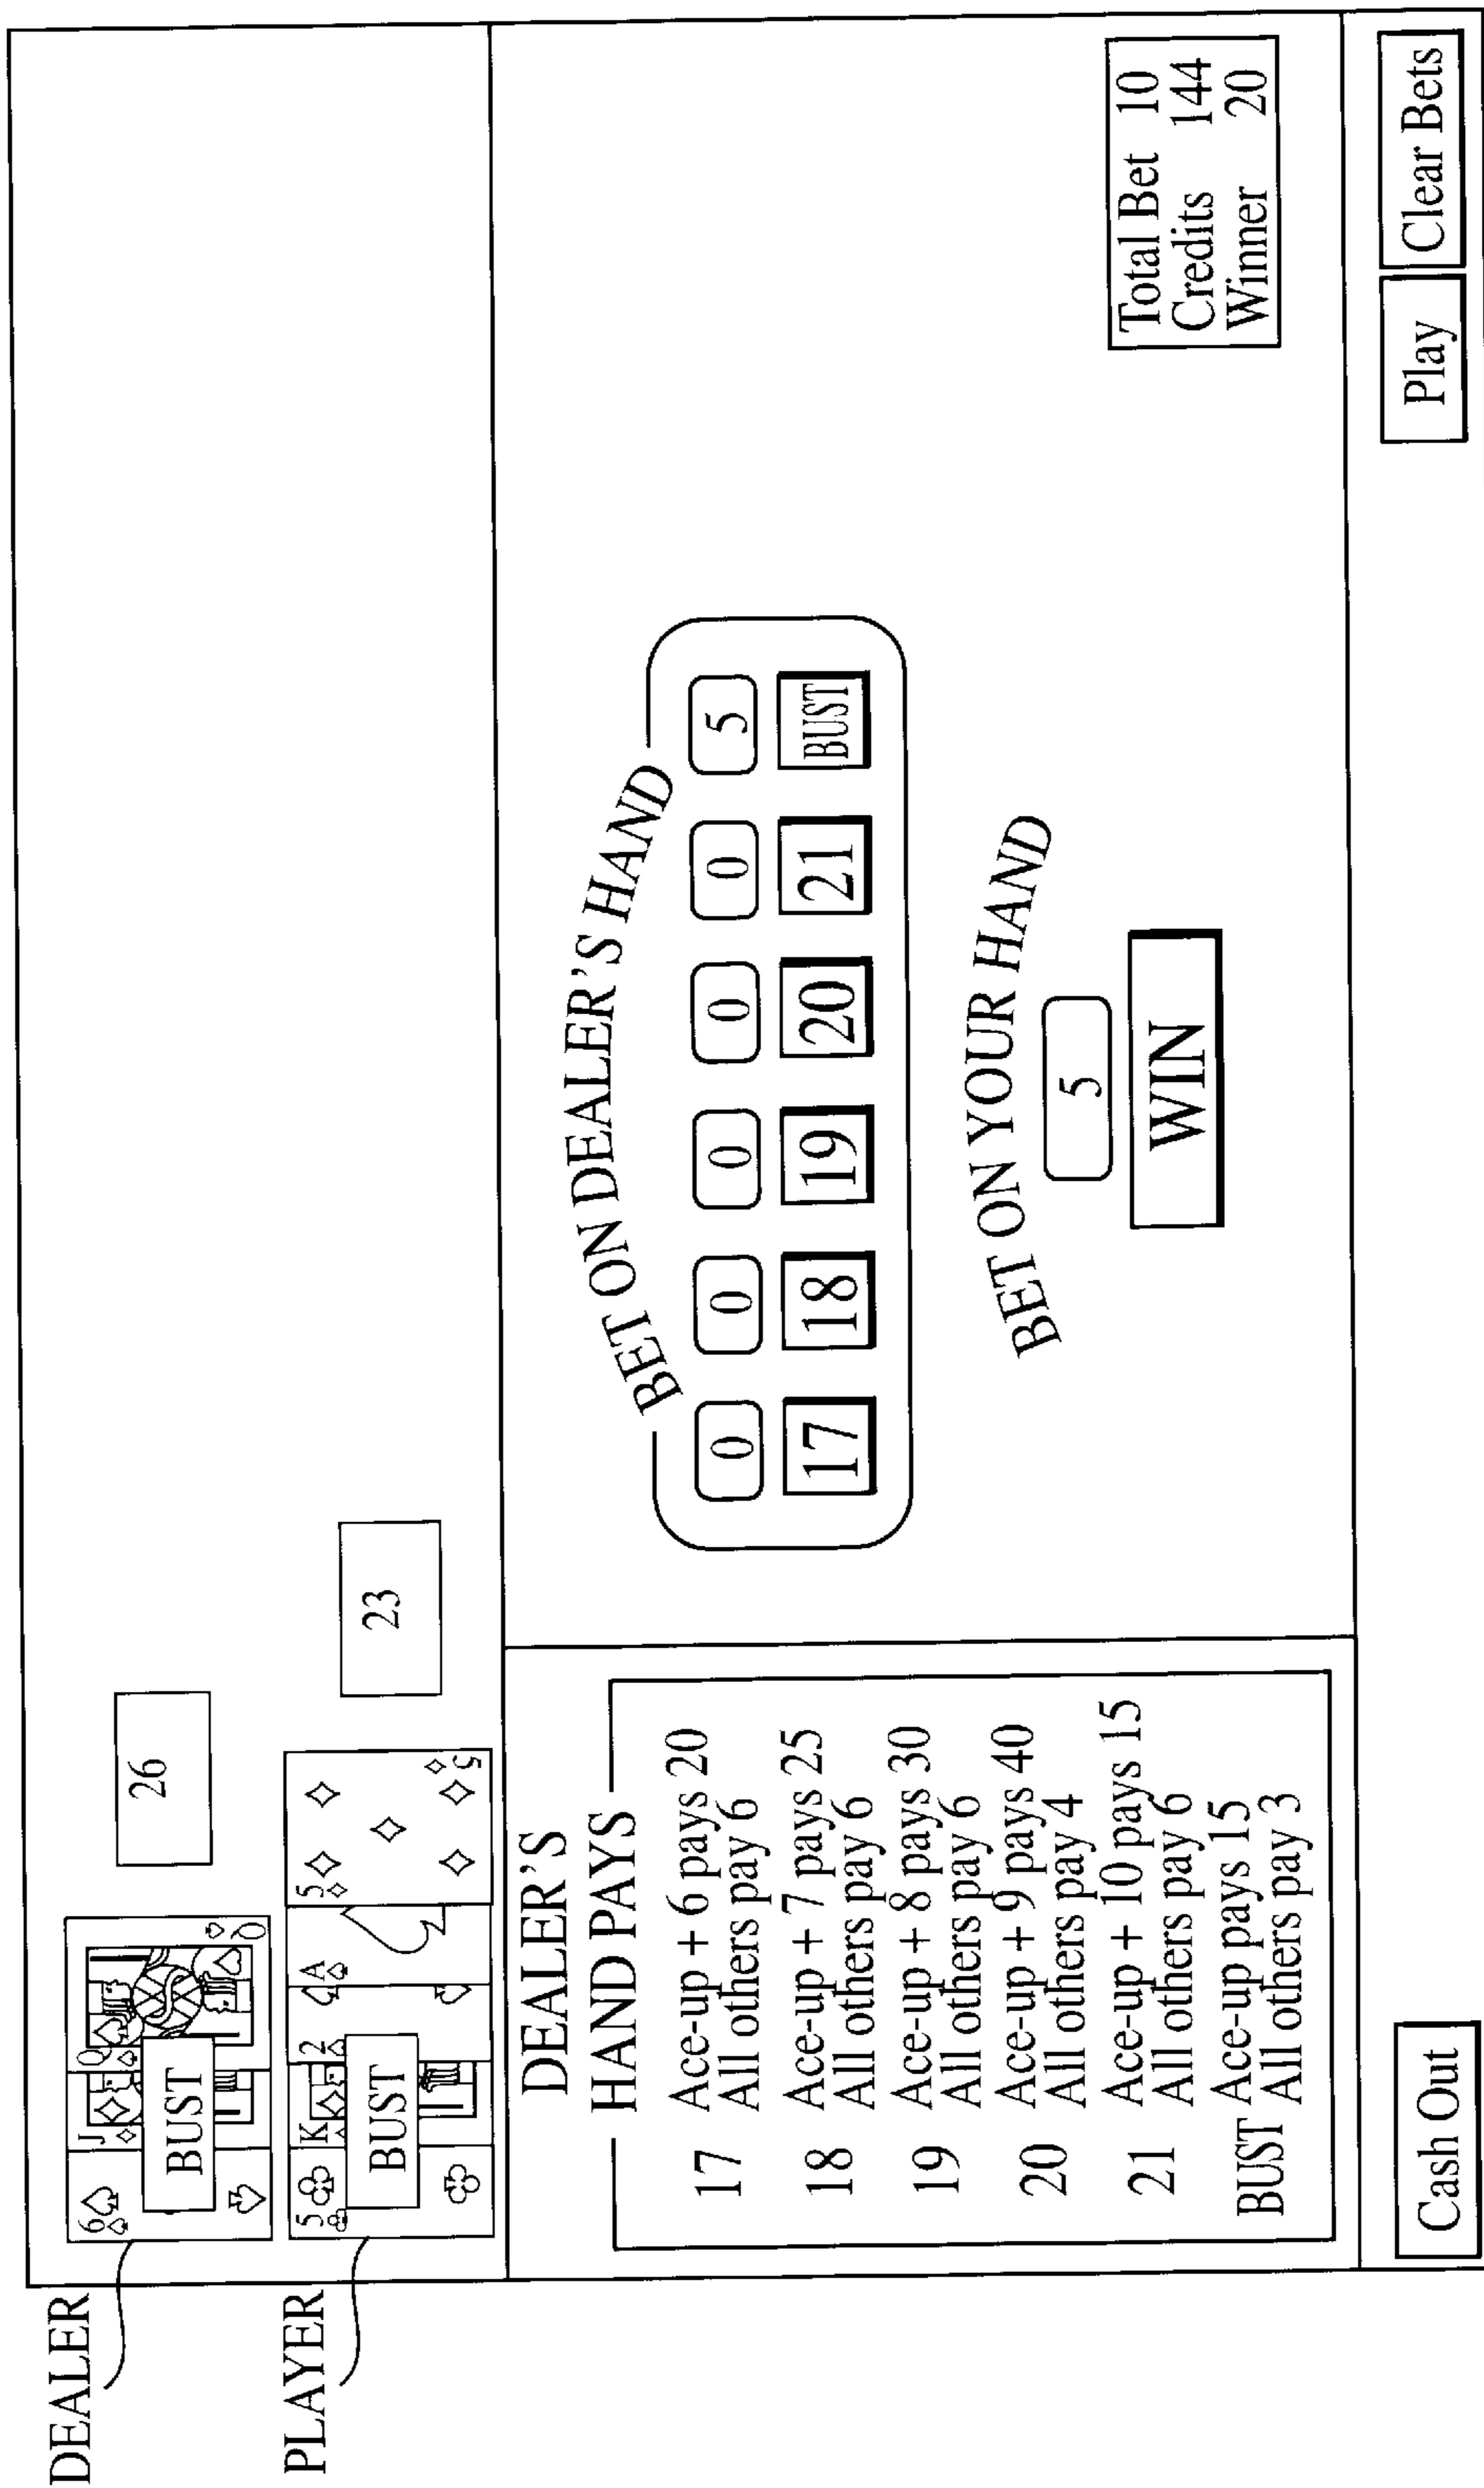 DEALER
6
J
Q
Q
BUST
26
PLAYER
5
K
2
A
5
5
BUST
23
DEALER'S
HAND PAYS
17 Ace-up + 6 pays 20
All others pay 6
18 Ace-up + 7 pays 25
All others pay 6
19 Ace-up + 8 pays 30
All others pay 6
20 Ace-up + 9 pays 40
All others pay 4
21 Ace-up + 10 pays 15
All others pay 6
BUST Ace-up pays 15
All others pay 3
BET ON DEALER'S HAND
0 0 0 0 0 5
17 18 19 20 21 BUST
BET ON YOUR HAND
5
WIN
Total Bet 10
Credits 144
Winner 20
Cash Out Play Clear Bets